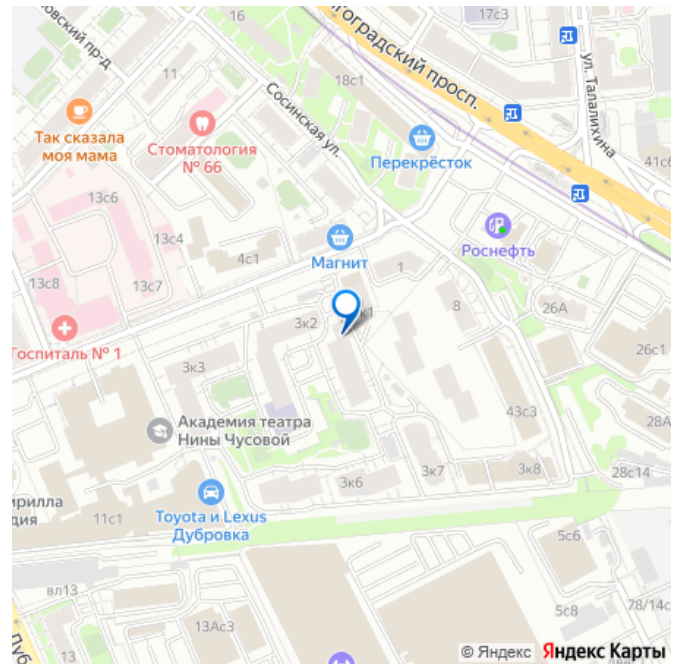 17с3
16
гоградский просп.
ул. Талалихина
овский пр-д
11
18с1
Сосинская ул.
Так сказала
моя мама
Стоматология
№ 66
Перекрёсток
41с6
13с6
13с4
4с1
Роснефть
Магнит
13с8
13с7
1
8
26А
3к2
к1
Госпиталь № 1
3к3
26с1
Академия театра
Нины Чусовой
43с3
28А
ирилла
дия
11с1
3к6
3к7
3к8
28с14
Toyota и Lexus
Дубровка
5с6
вл13
13Ас3
5с8
78/14с
13
Дуб
© Яндекс Яндекс Карты